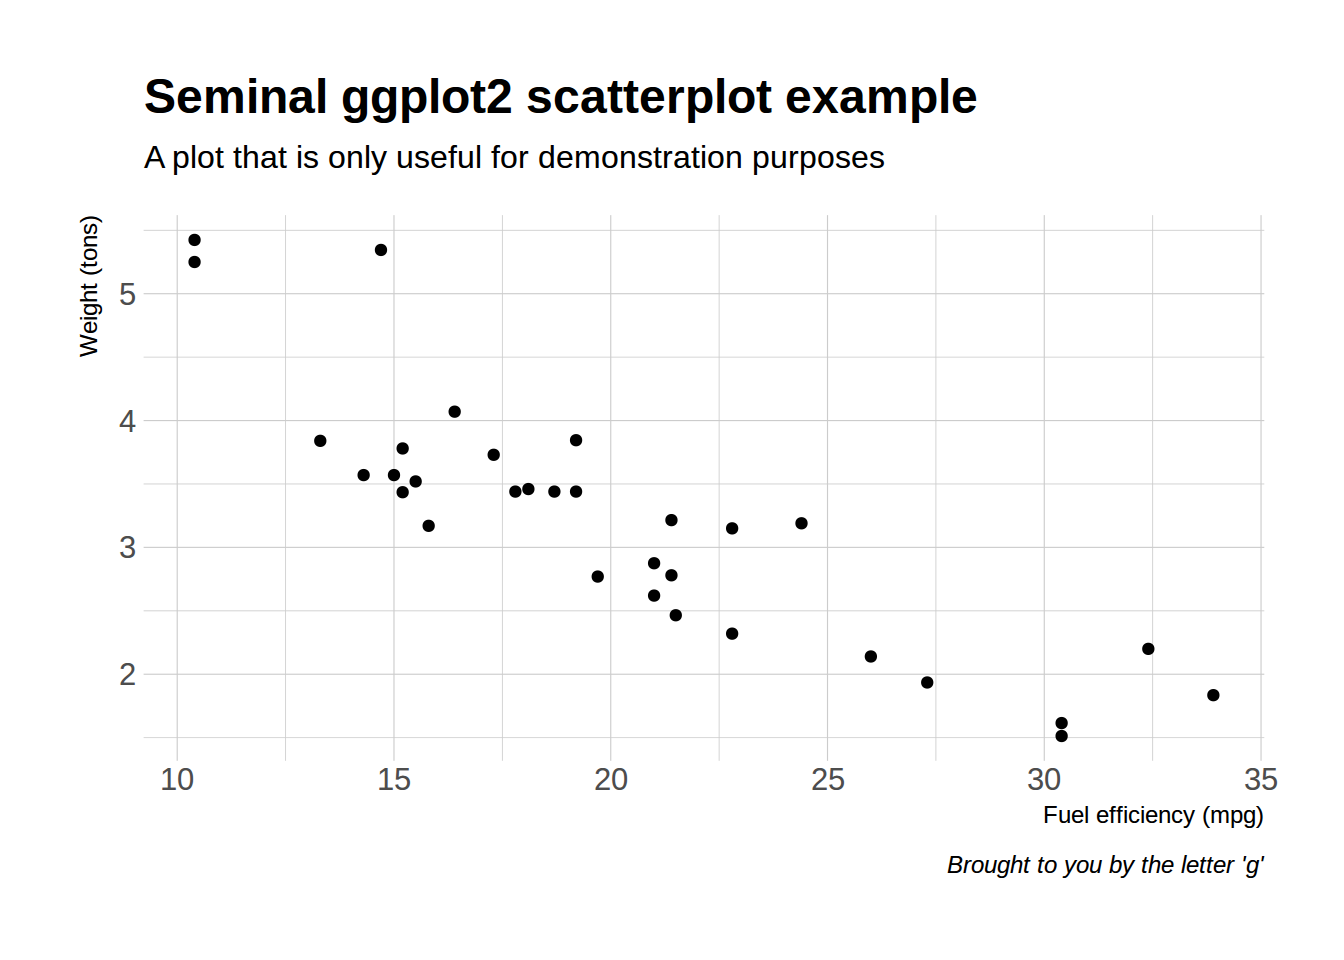 Seminal ggplot2 scatterplot example
A plot that is only useful for demonstration purposes
Weight (tons)
5
4
3
2
10 15 20 25 30 35
Fuel efficiency (mpg)
Brought to you by the letter 'g'